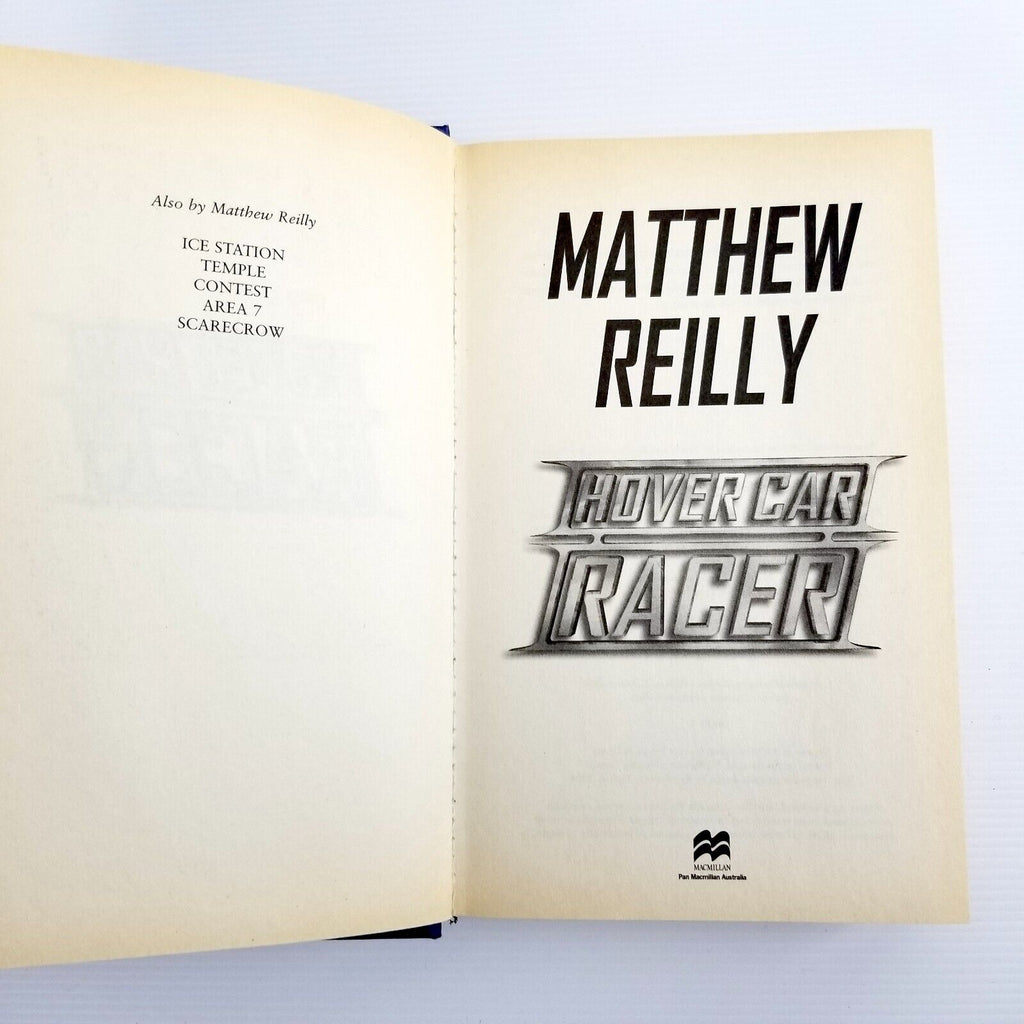 Also by Matthew Reilly
ICE STATION
TEMPLE
CONTEST
AREA 7
SCARECROW
MATTHEW
REILLY
HOVER CAR
RACER
MACMILLAN
Pan Macmillan Australia